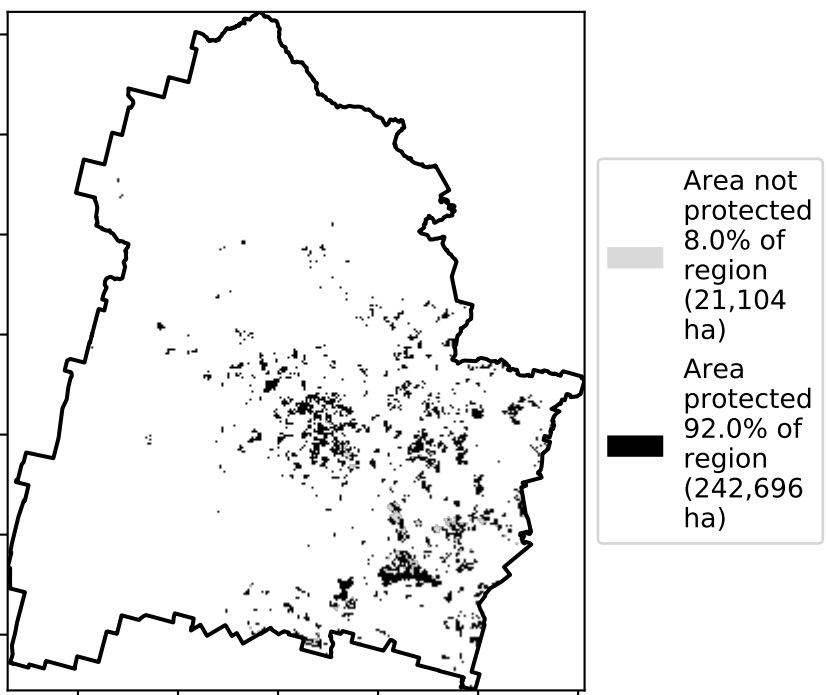 Area not
protected
8.0% of
region
(21,104
ha)
Area
protected
92.0% of
region
(242,696
ha)